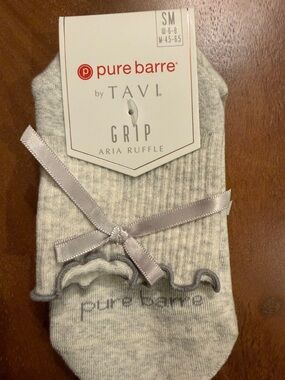 SM
W-6-8
M-4.5-6.5
pure barre
by TAVI.
GRIP
ARIA RUFFLE
pure barre